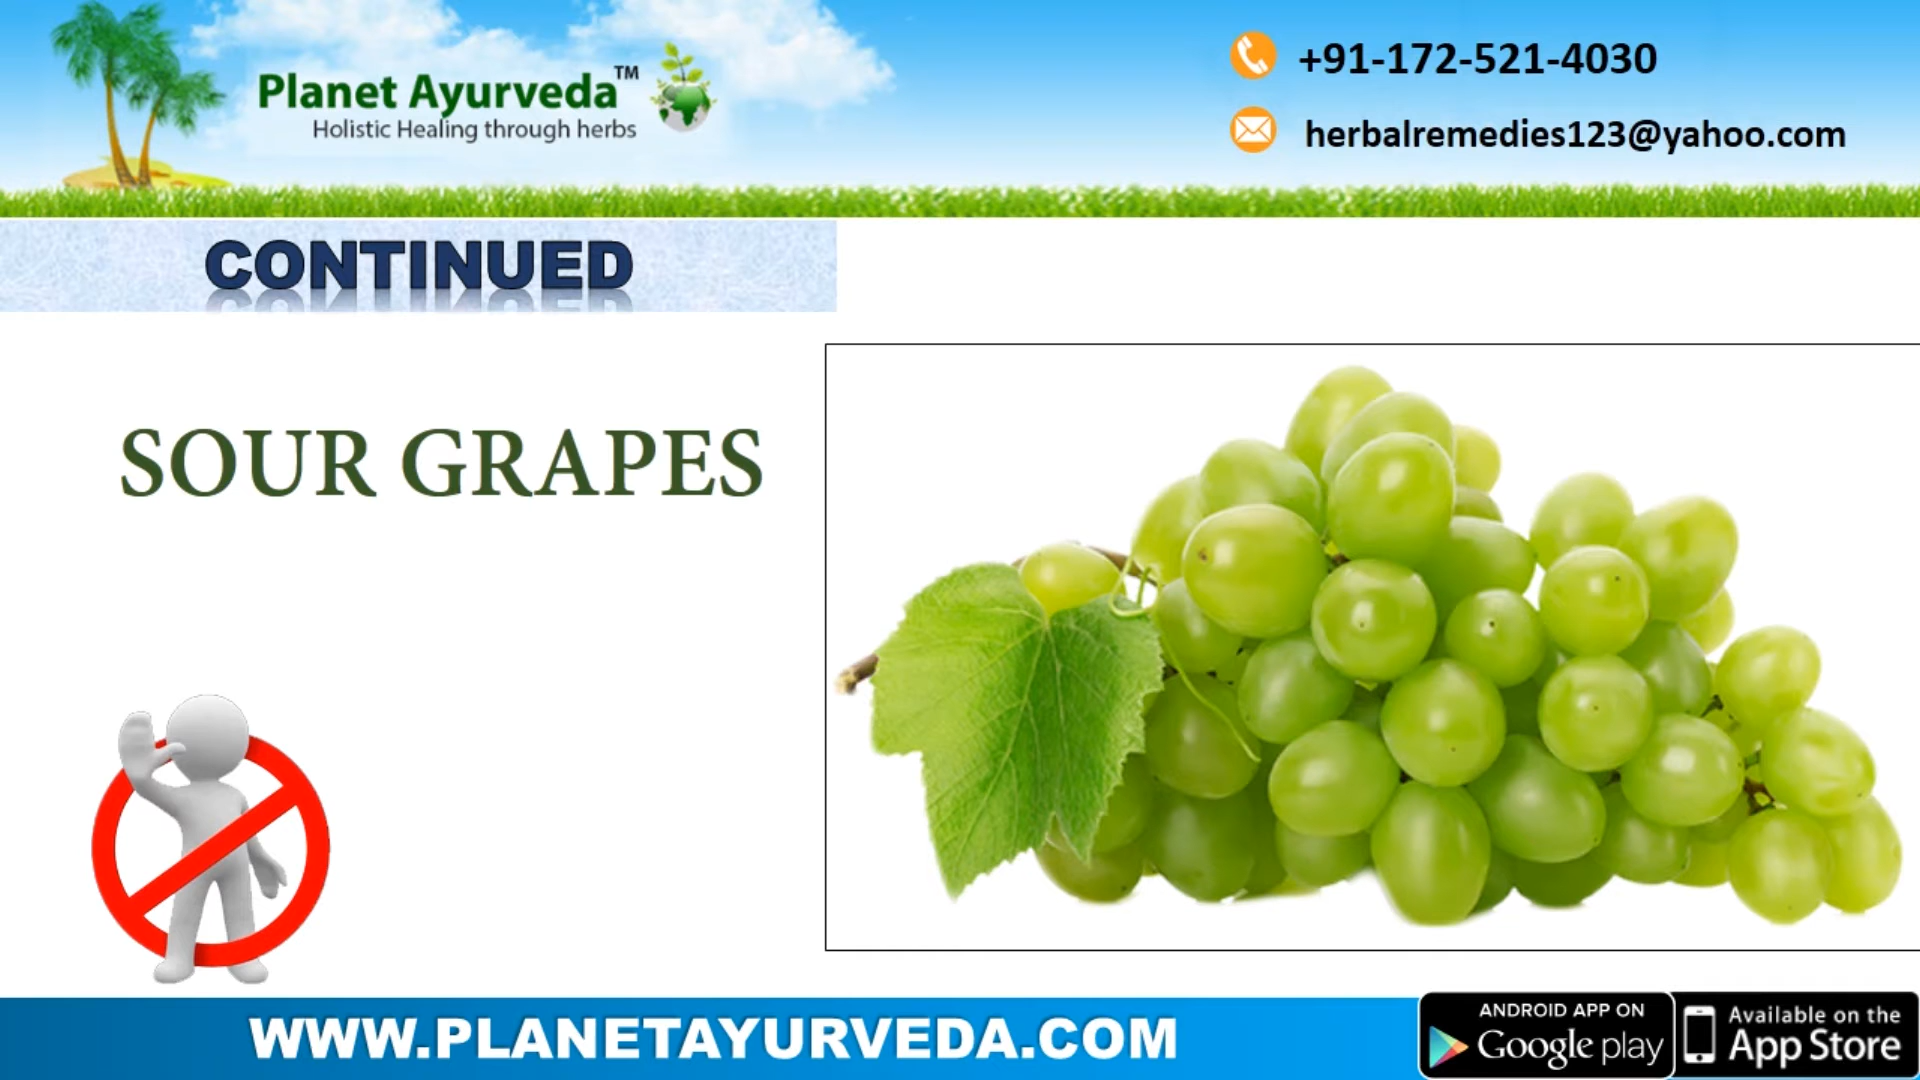 Planet Ayurveda™
Holistic Healing through herbs
+91-172-521-4030
herbalremedies123@yahoo.com
CONTINUED
SOUR GRAPES
WWW.PLANETAYURVEDA.COM
ANDROID APP ON
Google play
Available on the
App Store